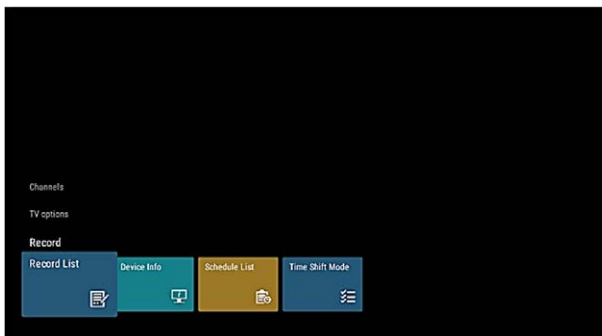 Channels
TV options
Record
Record List
Device Info
Schedule List
Time Shift Mode